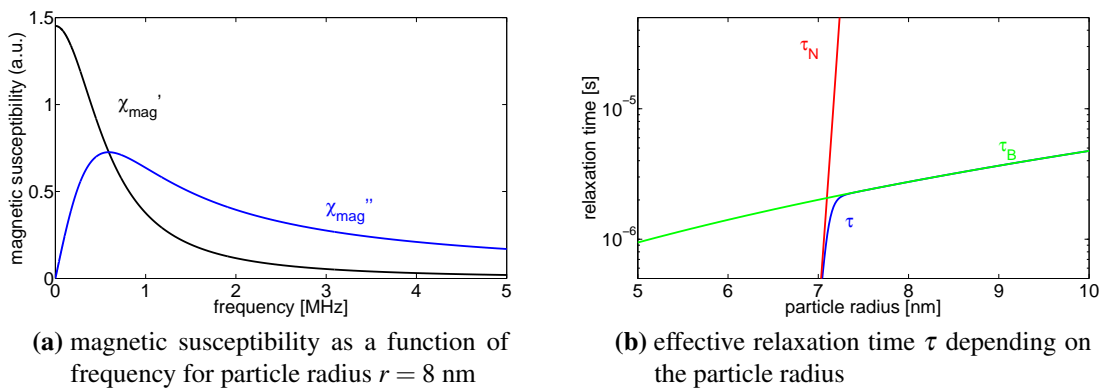 1.5
1
0.5
0
magnetic susceptibility (a.u.)
χmag'
χmag''
0 1 2 3 4 5
frequency [MHz]
(a) magnetic susceptibility as a function of
frequency for particle radius r = 8 nm
10⁻⁵
10⁻⁶
relaxation time [s]
τN
τB
τ
5 6 7 8 9 10
particle radius [nm]
(b) effective relaxation time τ depending on
the particle radius